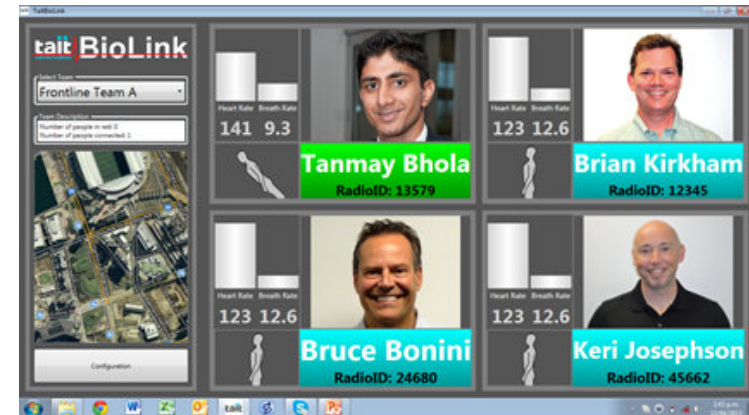 TaitBioLink
tait BioLink
Select Team
Frontline Team A
Team Description
Number of people in red: 0
Number of people connected: 1
Configuration
Heart Rate Breath Rate
141 9.3
Tanmay Bhola
RadioID: 13579
Heart Rate Breath Rate
123 12.6
Brian Kirkham
RadioID: 12345
Heart Rate Breath Rate
123 12.6
Bruce Bonini
RadioID: 24680
Heart Rate Breath Rate
123 12.6
Keri Josephson
RadioID: 45662
tait